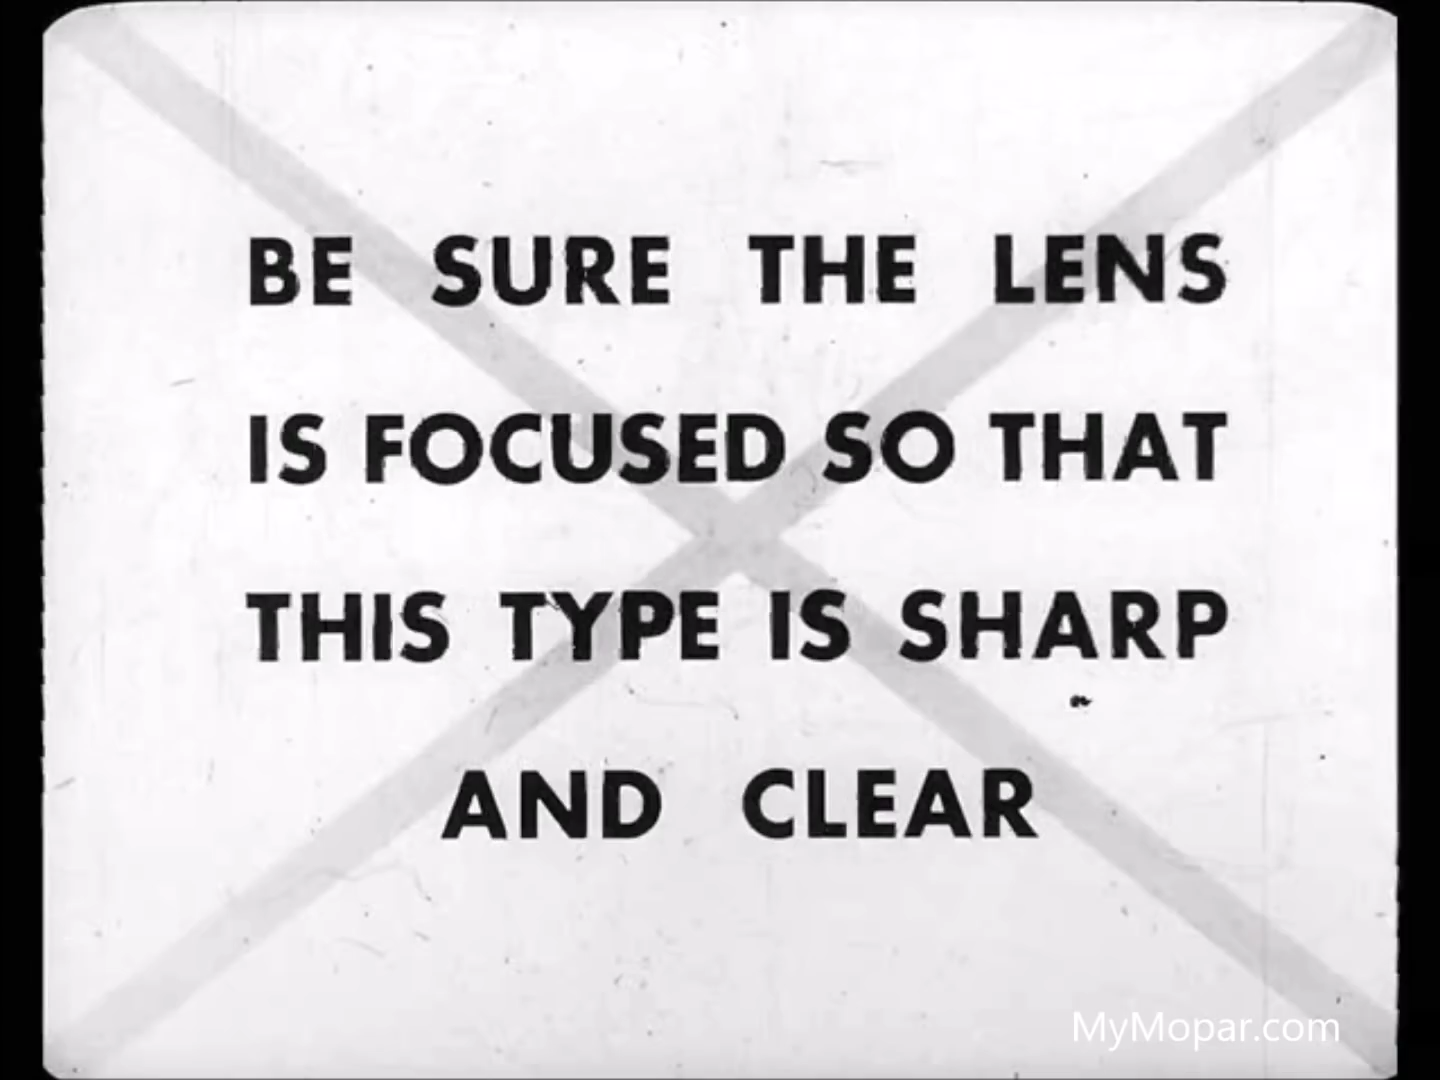 BE SURE THE LENS
IS FOCUSED SO THAT
THIS TYPE IS SHARP
AND CLEAR
MyMopar.com